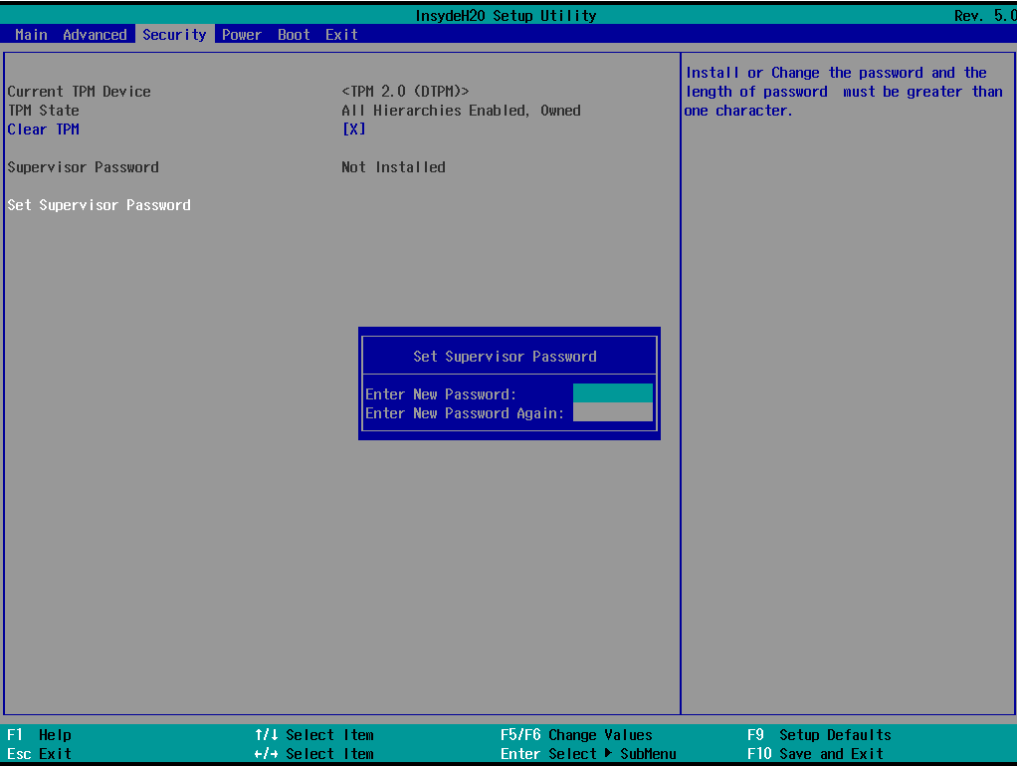 InsydeH20 Setup Utility Rev. 5.0
Main Advanced Security Power Boot Exit
Current TPM Device <TPM 2.0 (DTPM)>
TPM State All Hierarchies Enabled, Owned
Clear TPM [X]
Supervisor Password Not Installed
Set Supervisor Password
Install or Change the password and the
length of password must be greater than
one character.
Set Supervisor Password
Enter New Password:
Enter New Password Again:
F1 Help ↑/↓ Select Item F5/F6 Change Values F9 Setup Defaults
Esc Exit ←/→ Select Item Enter Select ▶ SubMenu F10 Save and Exit